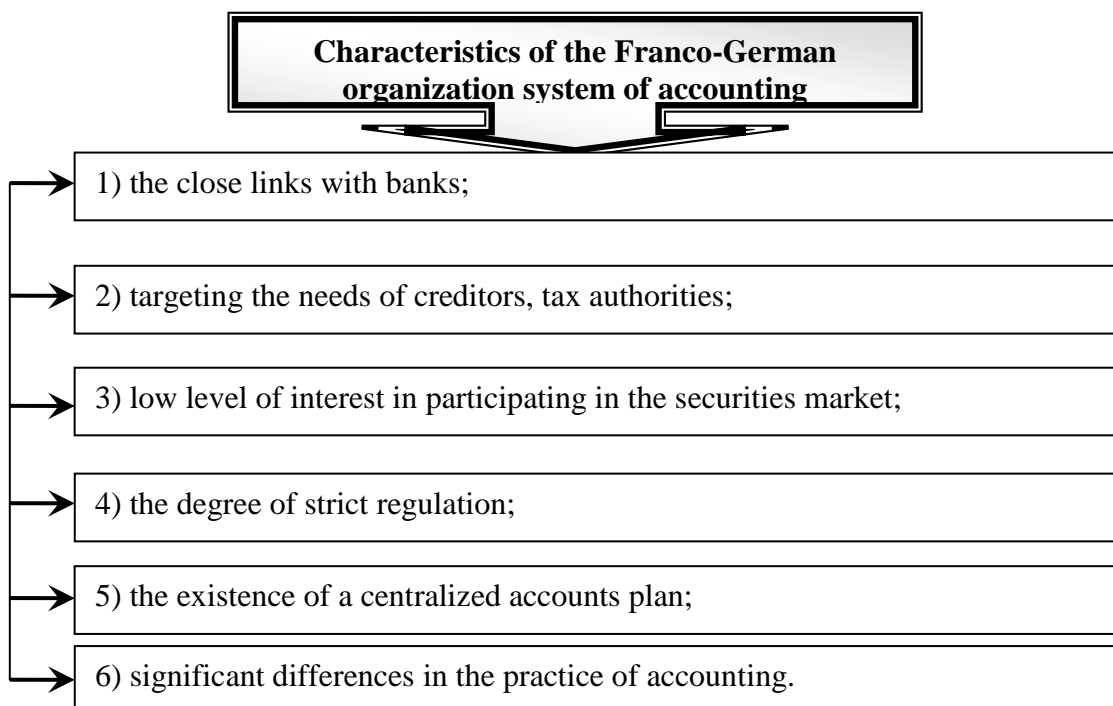 Characteristics of the Franco-German
organization system of accounting
1) the close links with banks;
2) targeting the needs of creditors, tax authorities;
3) low level of interest in participating in the securities market;
4) the degree of strict regulation;
5) the existence of a centralized accounts plan;
6) significant differences in the practice of accounting.